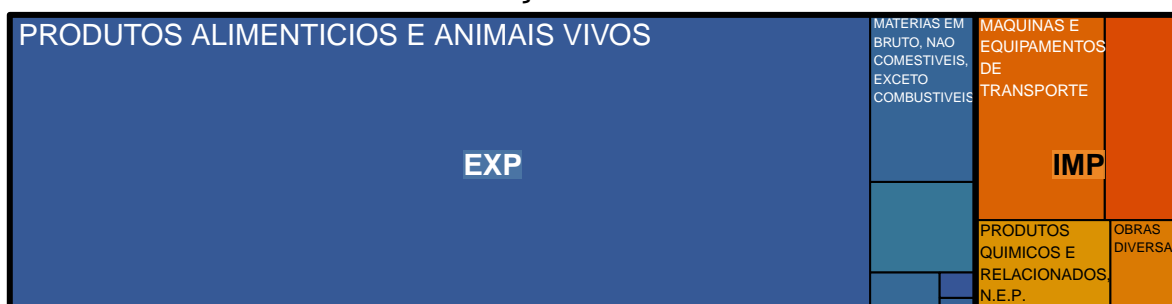 PRODUTOS ALIMENTICIOS E ANIMAIS VIVOS
EXP
MATERIAS EM
BRUTO, NAO
COMESTIVEIS,
EXCETO
COMBUSTIVEIS
MAQUINAS E
EQUIPAMENTOS
DE
TRANSPORTE
IMP
PRODUTOS
QUIMICOS E
RELACIONADOS,
N.E.P.
OBRAS
DIVERSA